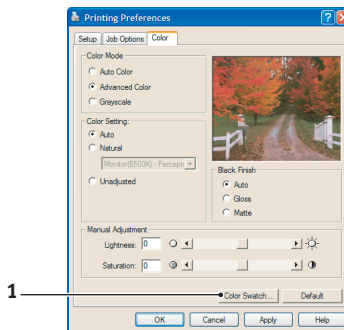 Printing Preferences
Setup Job Options Color
Color Mode
Auto Color
Advanced Color
Grayscale
Color Setting:
Auto
Natural
Monitor(6500K) - Percepti
Unadjusted
Black Finish
Auto
Gloss
Matte
Manual Adjustment
Lightness: 0
Saturation: 0
1
Color Swatch... Default
OK Cancel Apply Help